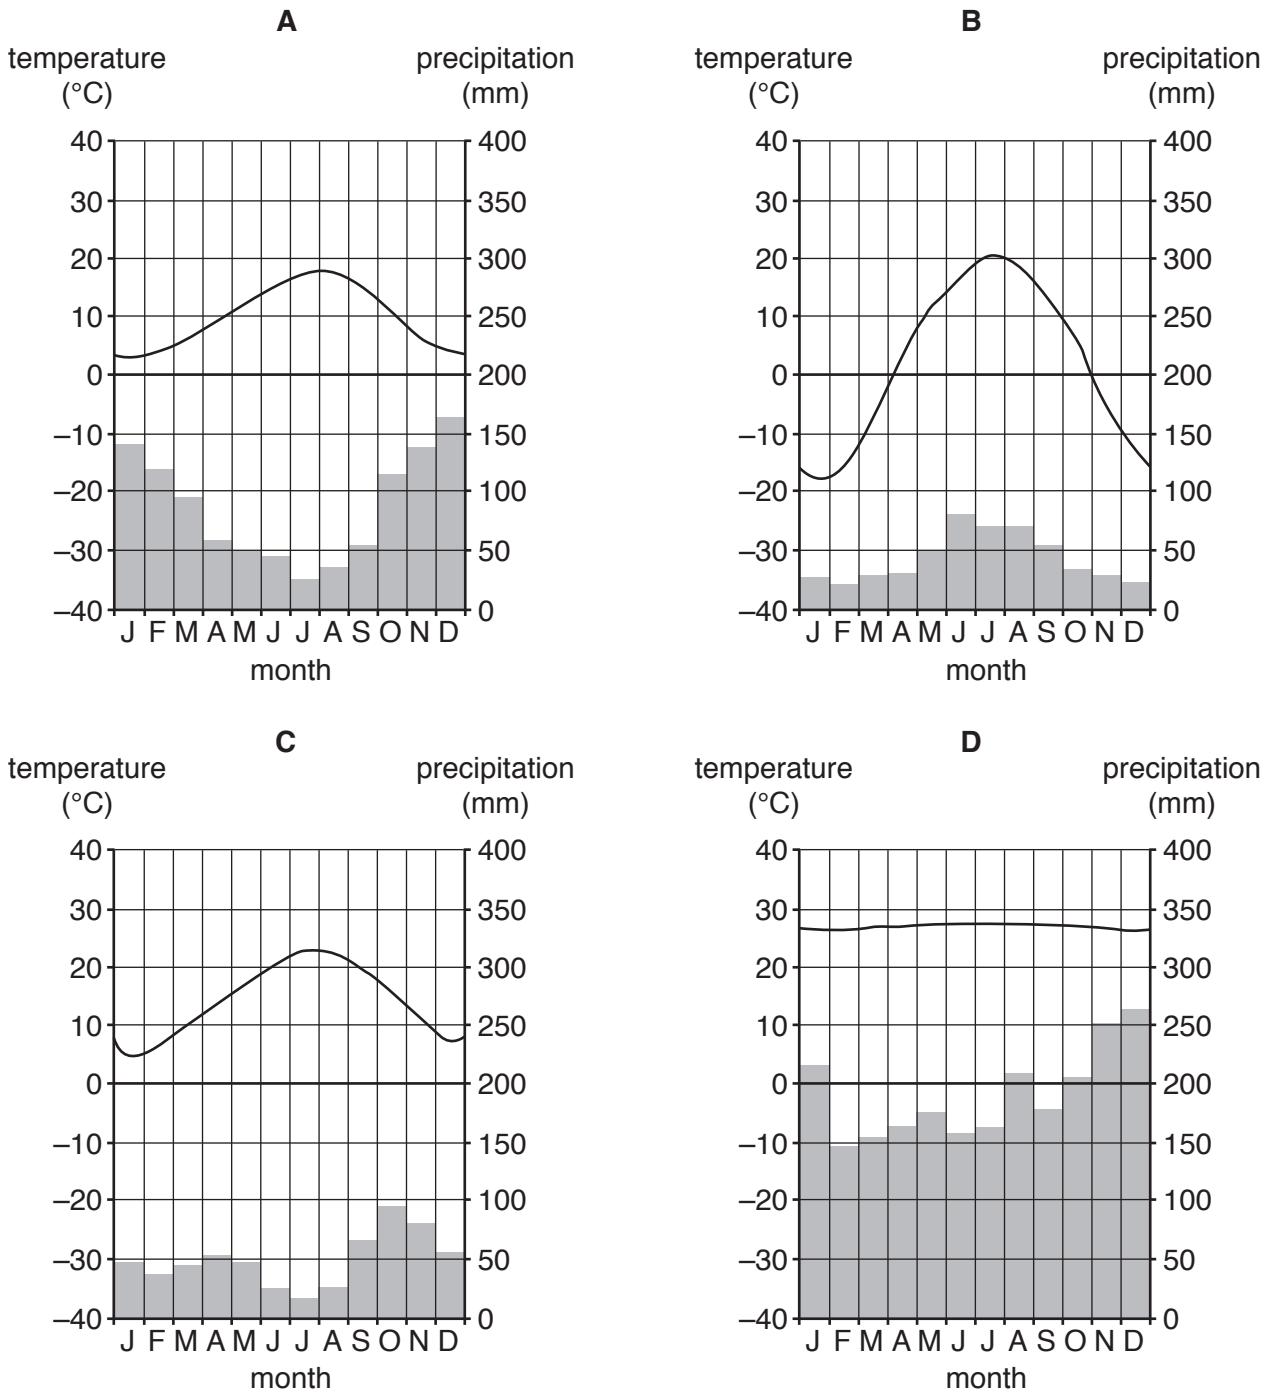 A
temperature (°C)
precipitation (mm)
40 400
30 350
20 300
10 250
0 200
–10 150
–20 100
–30 50
–40 0
J F M A M J J A S O N D
month
B
temperature (°C)
precipitation (mm)
40 400
30 350
20 300
10 250
0 200
–10 150
–20 100
–30 50
–40 0
J F M A M J J A S O N D
month
C
temperature (°C)
precipitation (mm)
40 400
30 350
20 300
10 250
0 200
–10 150
–20 100
–30 50
–40 0
J F M A M J J A S O N D
month
D
temperature (°C)
precipitation (mm)
40 400
30 350
20 300
10 250
0 200
–10 150
–20 100
–30 50
–40 0
J F M A M J J A S O N D
month